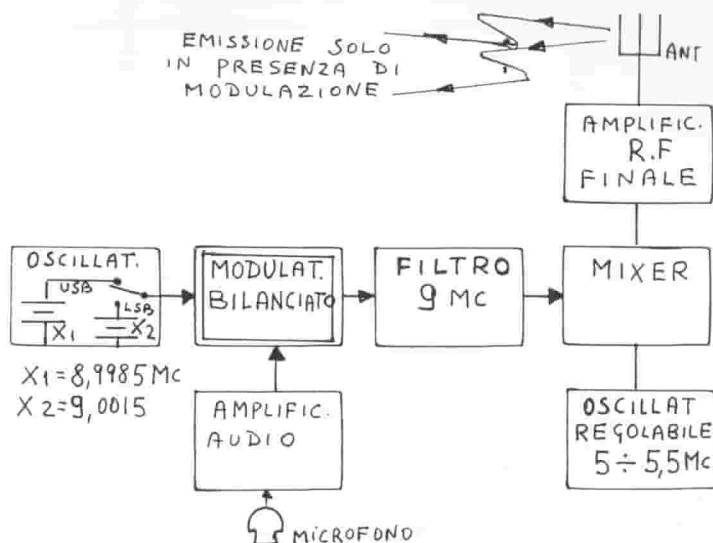 EMISSIONE SOLO
IN PRESENZA DI
MODULAZIONE
ANT
AMPLIFIC.
R.F
FINALE
OSCILLAT.
USB
LSB
X1
X2
MODULAT.
BILANCIATO
FILTRO
9 MC
MIXER
X1=8,9985 MC
X2=9,0015
AMPLIFIC.
AUDIO
OSCILLAT
REGOLABILE
5÷5,5 MC
MICROFONO